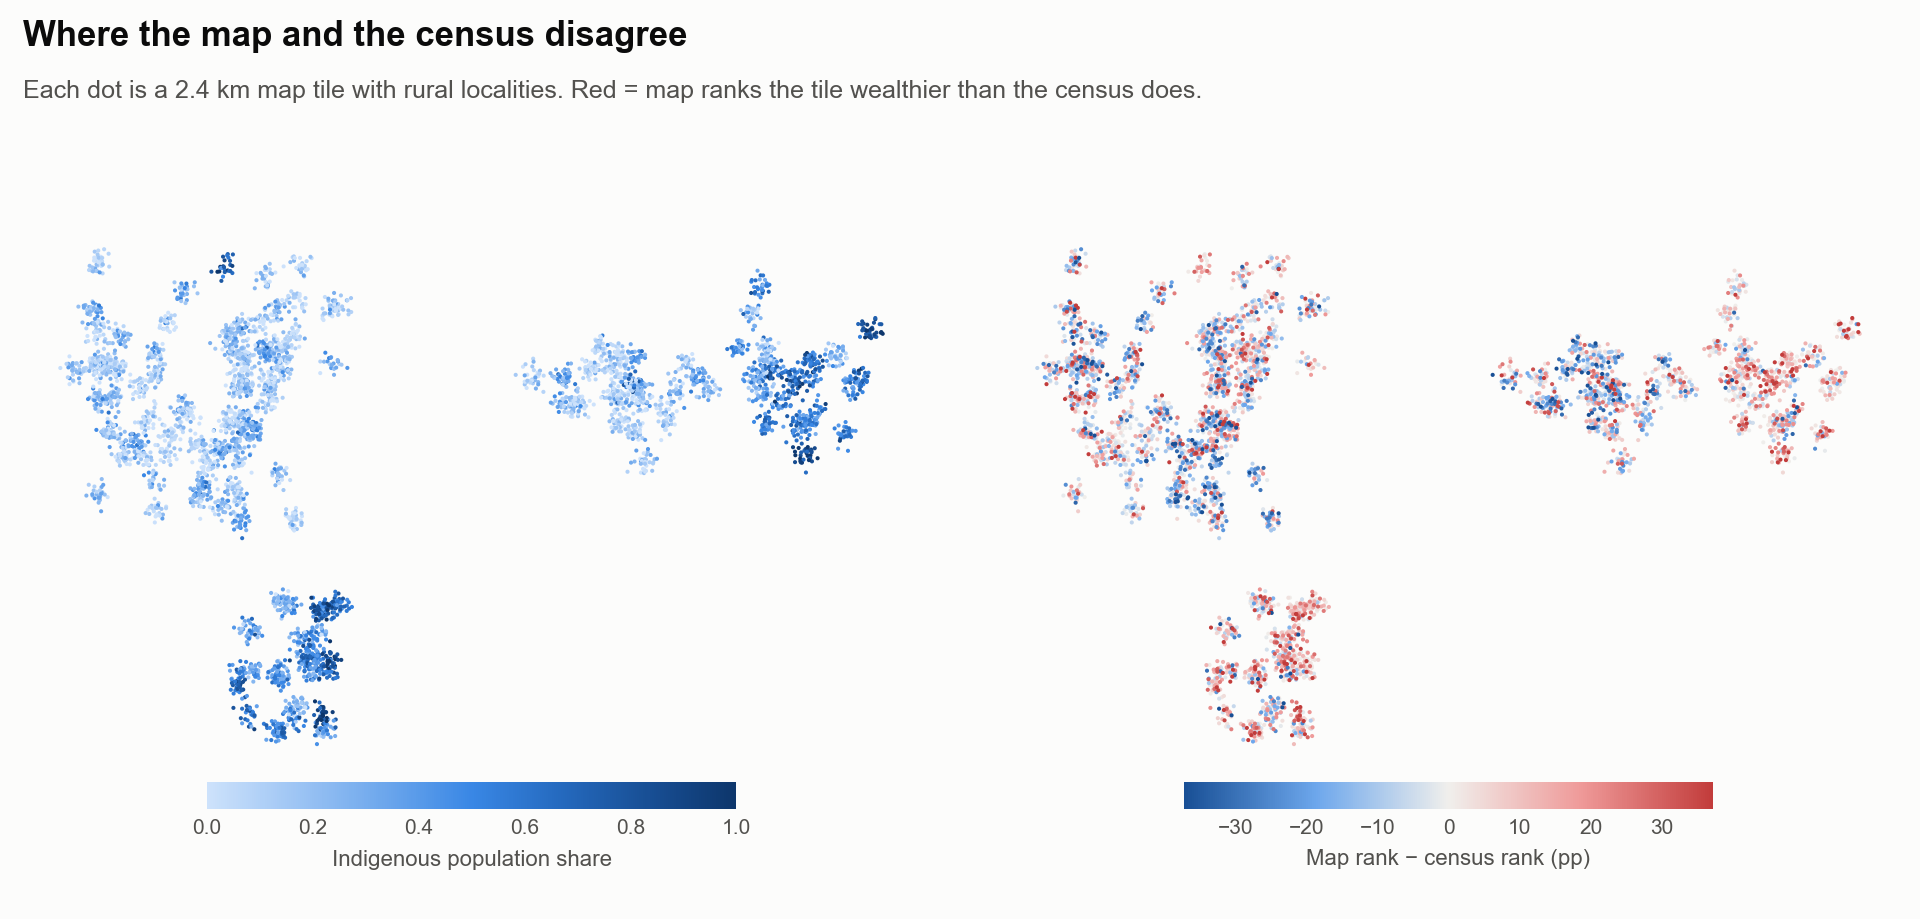 Where the map and the census disagree
Each dot is a 2.4 km map tile with rural localities. Red = map ranks the tile wealthier than the census does.
0.0 0.2 0.4 0.6 0.8 1.0
Indigenous population share
−30 −20 −10 0 10 20 30
Map rank − census rank (pp)